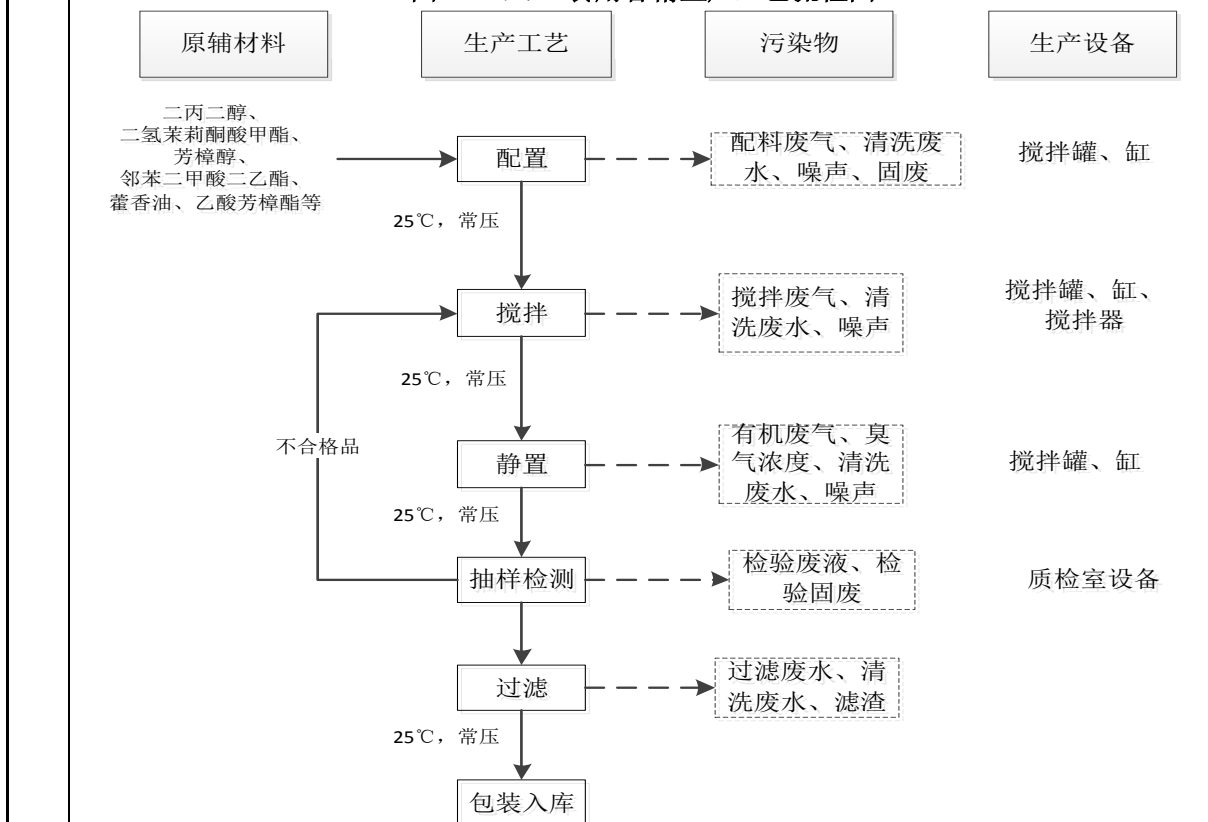 原辅材料
生产工艺
污染物
生产设备
二丙二醇、
二氢茉莉酮酸甲酯、
芳樟醇、
邻苯二甲酸二乙酯、
藿香油、乙酸芳樟酯等
配置
配料废气、清洗废
水、噪声、固废
搅拌罐、缸
25℃，常压
搅拌
搅拌废气、清
洗废水、噪声
搅拌罐、缸、
搅拌器
25℃，常压
不合格品
静置
有机废气、臭
气浓度、清洗
废水、噪声
搅拌罐、缸
25℃，常压
抽样检测
检验废液、检
验固废
质检室设备
过滤
过滤废水、清
洗废水、滤渣
25℃，常压
包装入库